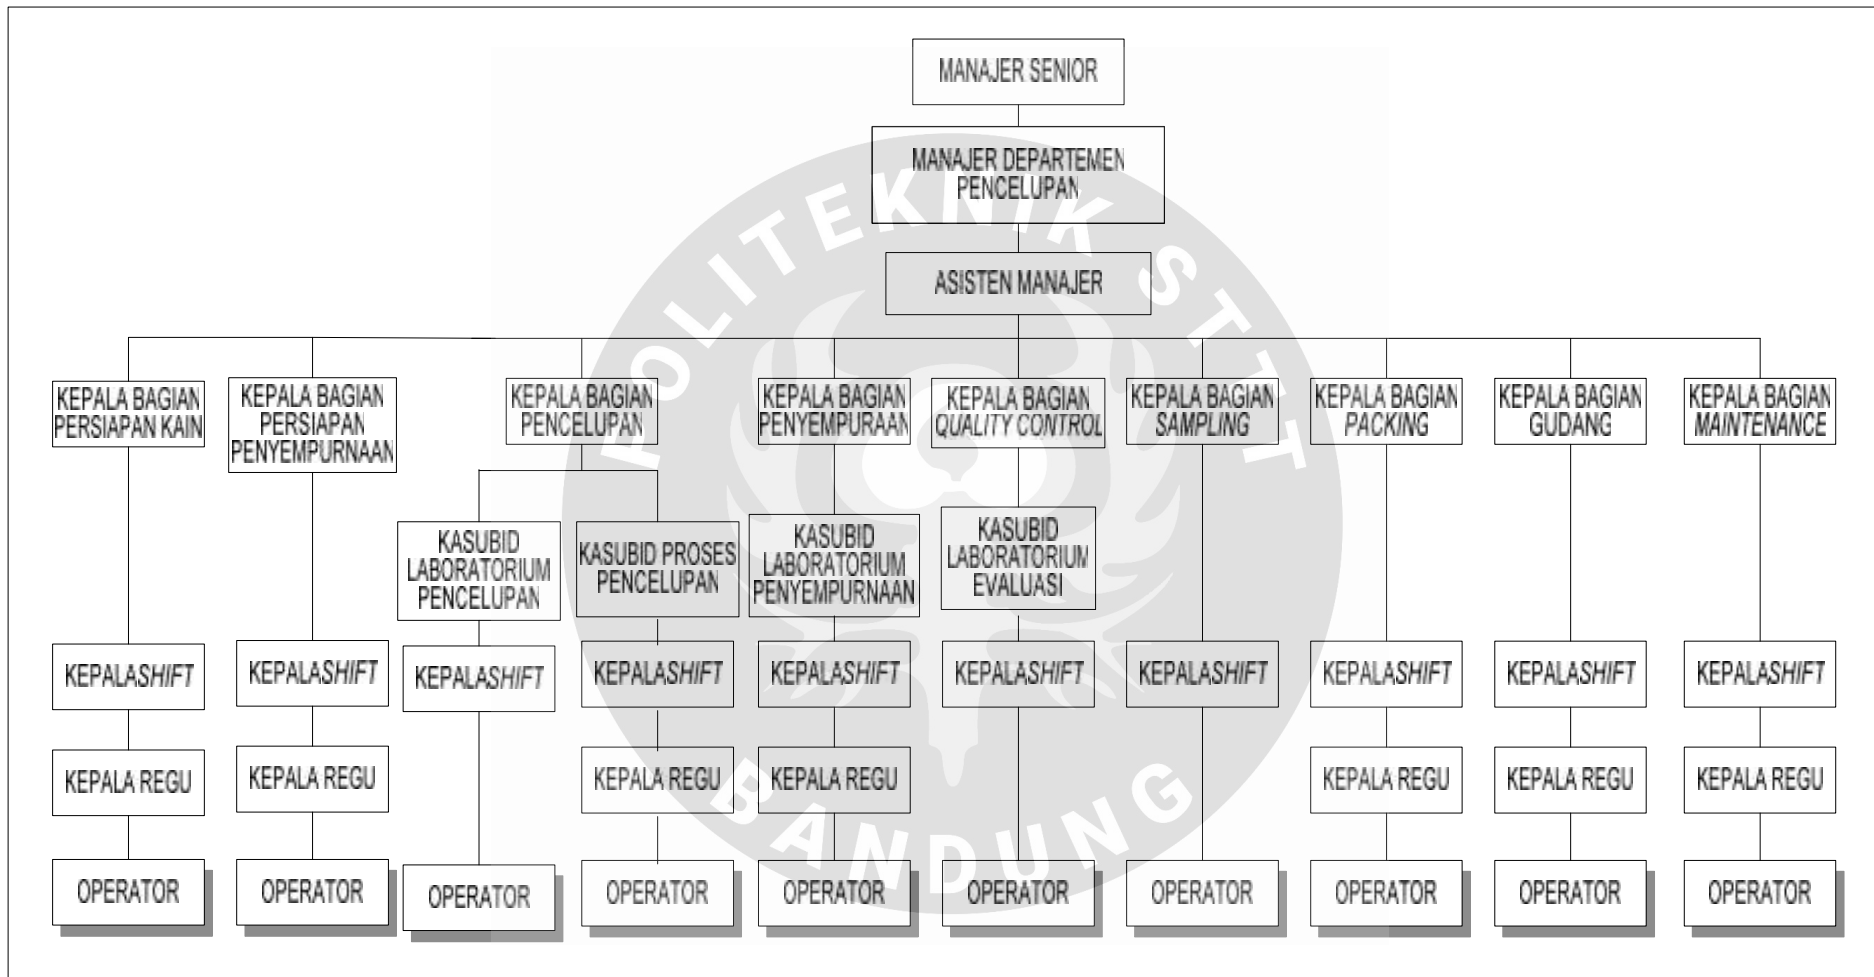 MANAJER SENIOR
MANAJER DEPARTEMEN
PENCELUPAN
ASISTEN MANAJER
KEPALA BAGIAN
PERSIAPAN KAIN
KEPALA BAGIAN
PERSIAPAN
PENYEMPURNAAN
KEPALA BAGIAN
PENCELUPAN
KEPALA BAGIAN
PENYEMPURAAN
KEPALA BAGIAN
QUALITY CONTROL
KEPALA BAGIAN
SAMPLING
KEPALA BAGIAN
PACKING
KEPALA BAGIAN
GUDANG
KEPALA BAGIAN
MAINTENANCE
KASUBID
LABORATORIUM
PENCELUPAN
KASUBID PROSES
PENCELUPAN
KASUBID
LABORATORIUM
PENYEMPURNAAN
KASUBID
LABORATORIUM
EVALUASI
KEPALASHIFT
KEPALASHIFT
KEPALASHIFT
KEPALASHIFT
KEPALASHIFT
KEPALASHIFT
KEPALASHIFT
KEPALASHIFT
KEPALASHIFT
KEPALASHIFT
KEPALA REGU
KEPALA REGU
KEPALA REGU
KEPALA REGU
KEPALA REGU
KEPALA REGU
KEPALA REGU
OPERATOR
OPERATOR
OPERATOR
OPERATOR
OPERATOR
OPERATOR
OPERATOR
OPERATOR
OPERATOR
OPERATOR
POLITEKNIK STTT
BANDUNG